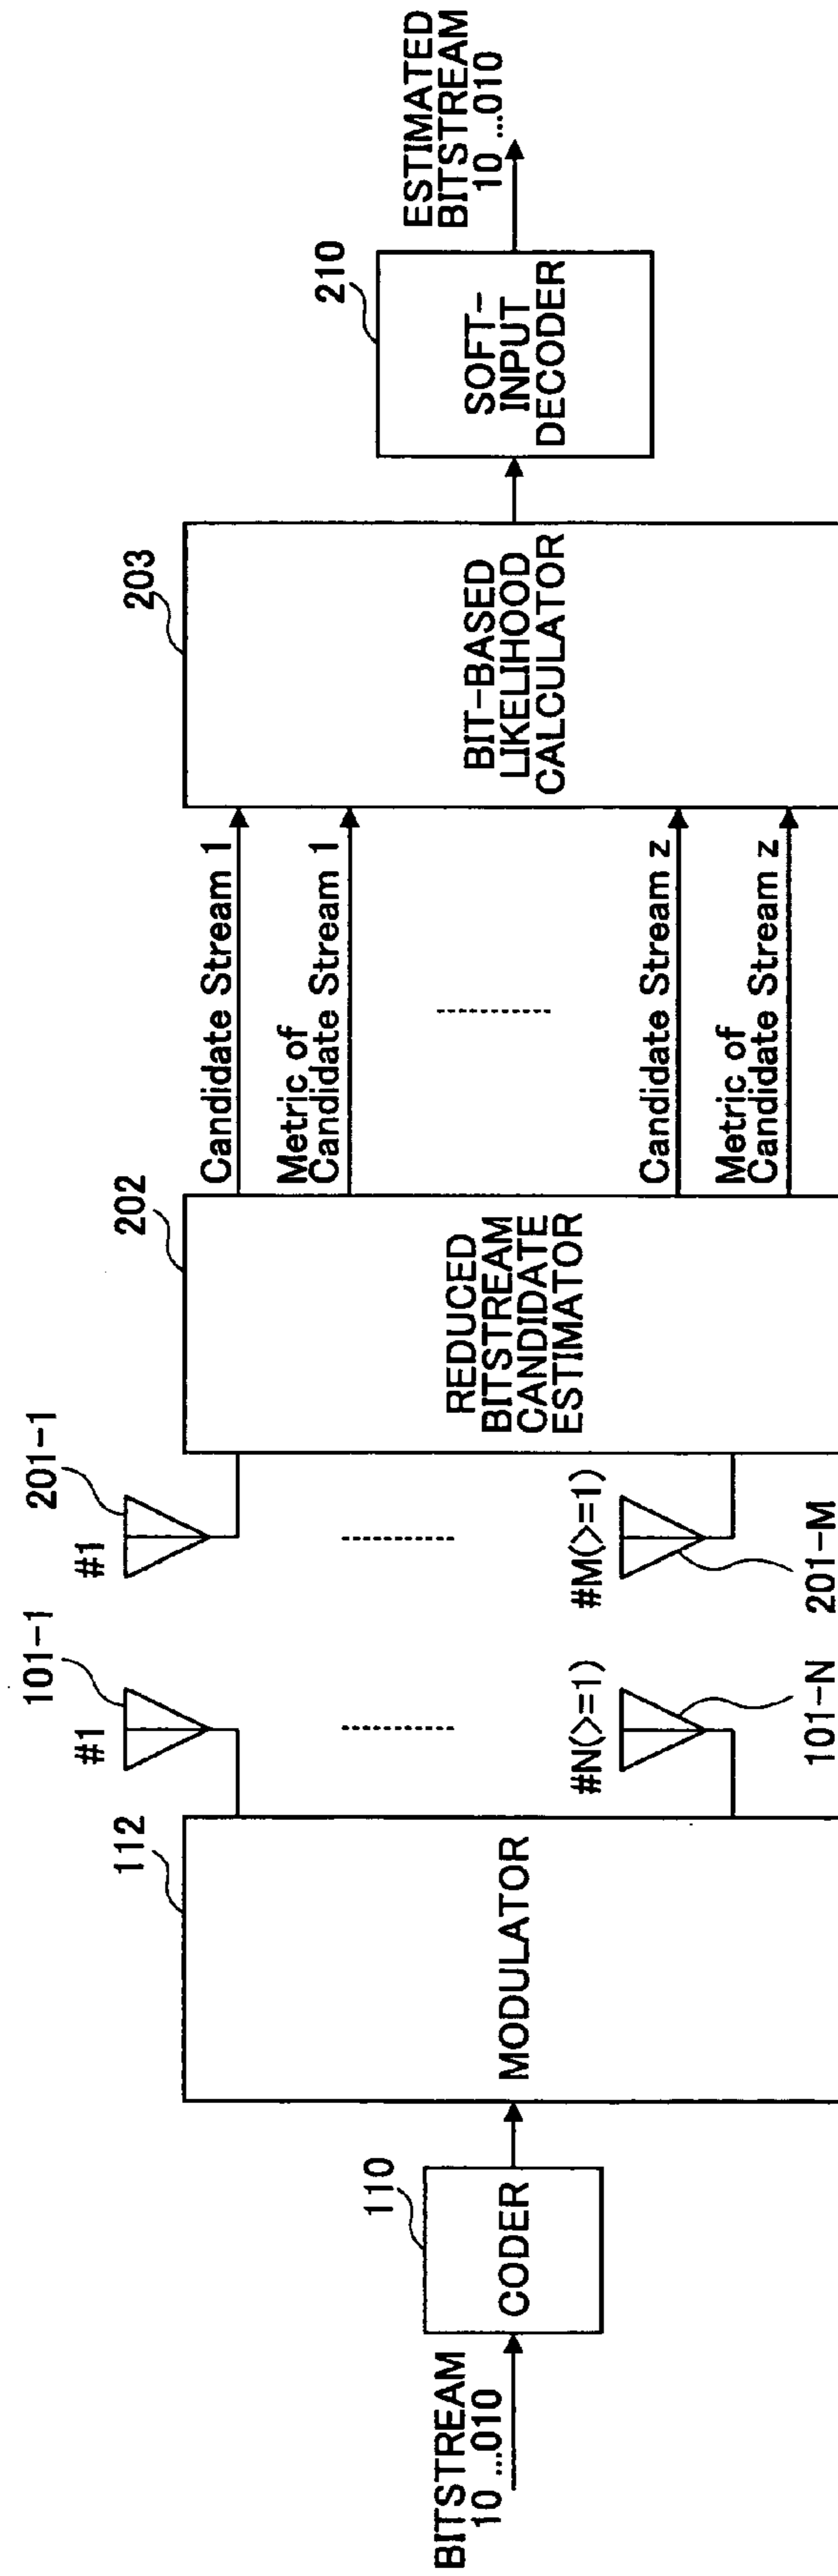 BITSTREAM
10 ...010
110
CODER
112
MODULATOR
101-1
#1
#N(>=1)
101-N
201-1
#1
#M(>=1)
201-M
202
REDUCED
BITSTREAM
CANDIDATE
ESTIMATOR
Candidate Stream 1
Metric of
Candidate Stream 1
Candidate Stream z
Metric of
Candidate Stream z
203
BIT-BASED
LIKELIHOOD
CALCULATOR
210
SOFT-
INPUT
DECODER
ESTIMATED
BITSTREAM
10 ...010